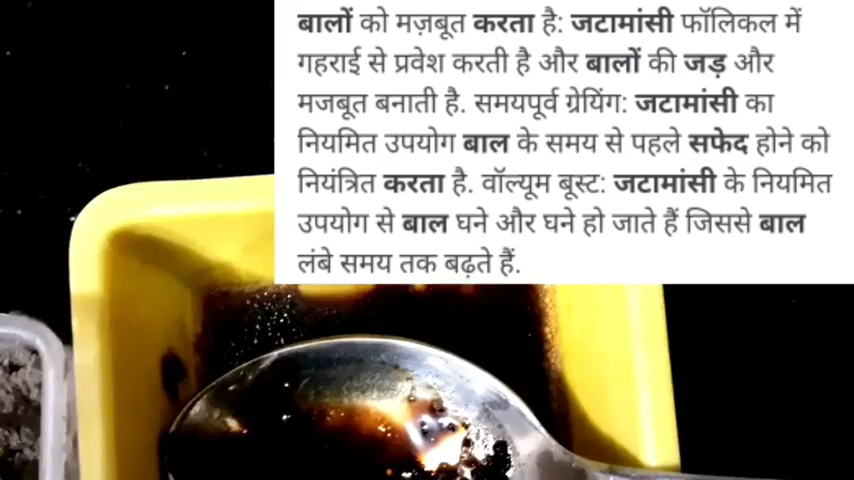 बालों को मज़बूत करता है: जटामांसी फॉलिकल में
गहराई से प्रवेश करती है और बालों की जड़ और
मजबूत बनाती है. समयपूर्व ग्रेयिंग: जटामांसी का
नियमित उपयोग बाल के समय से पहले सफेद होने को
नियंत्रित करता है. वॉल्यूम बूस्ट: जटामांसी के नियमित
उपयोग से बाल घने और घने हो जाते हैं जिससे बाल
लंबे समय तक बढ़ते हैं.